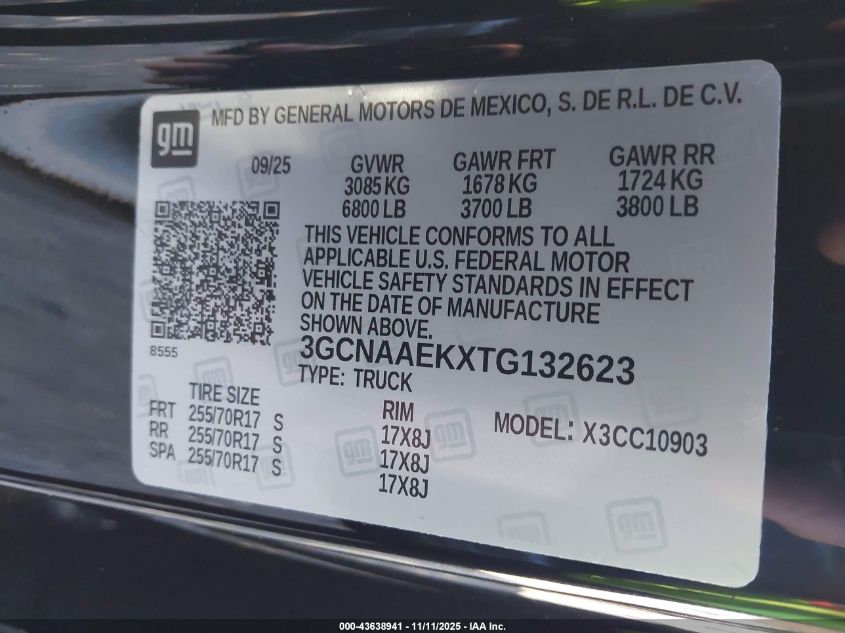 gm
MFD BY GENERAL MOTORS DE MEXICO, S. DE R.L. DE C.V.
09/25 GVWR GAWR FRT GAWR RR
3085 KG 1678 KG 1724 KG
6800 LB 3700 LB 3800 LB
THIS VEHICLE CONFORMS TO ALL
APPLICABLE U.S. FEDERAL MOTOR
VEHICLE SAFETY STANDARDS IN EFFECT
ON THE DATE OF MANUFACTURE
SHOWN ABOVE.
8555
3GCNAAEKXTG132623
TYPE: TRUCK
TIRE SIZE RIM MODEL: X3CC10903
FRT 255/70R17 S 17X8J
RR 255/70R17 S 17X8J
SPA 255/70R17 S 17X8J
000-43638941 - 11/11/2025 - IAA Inc.